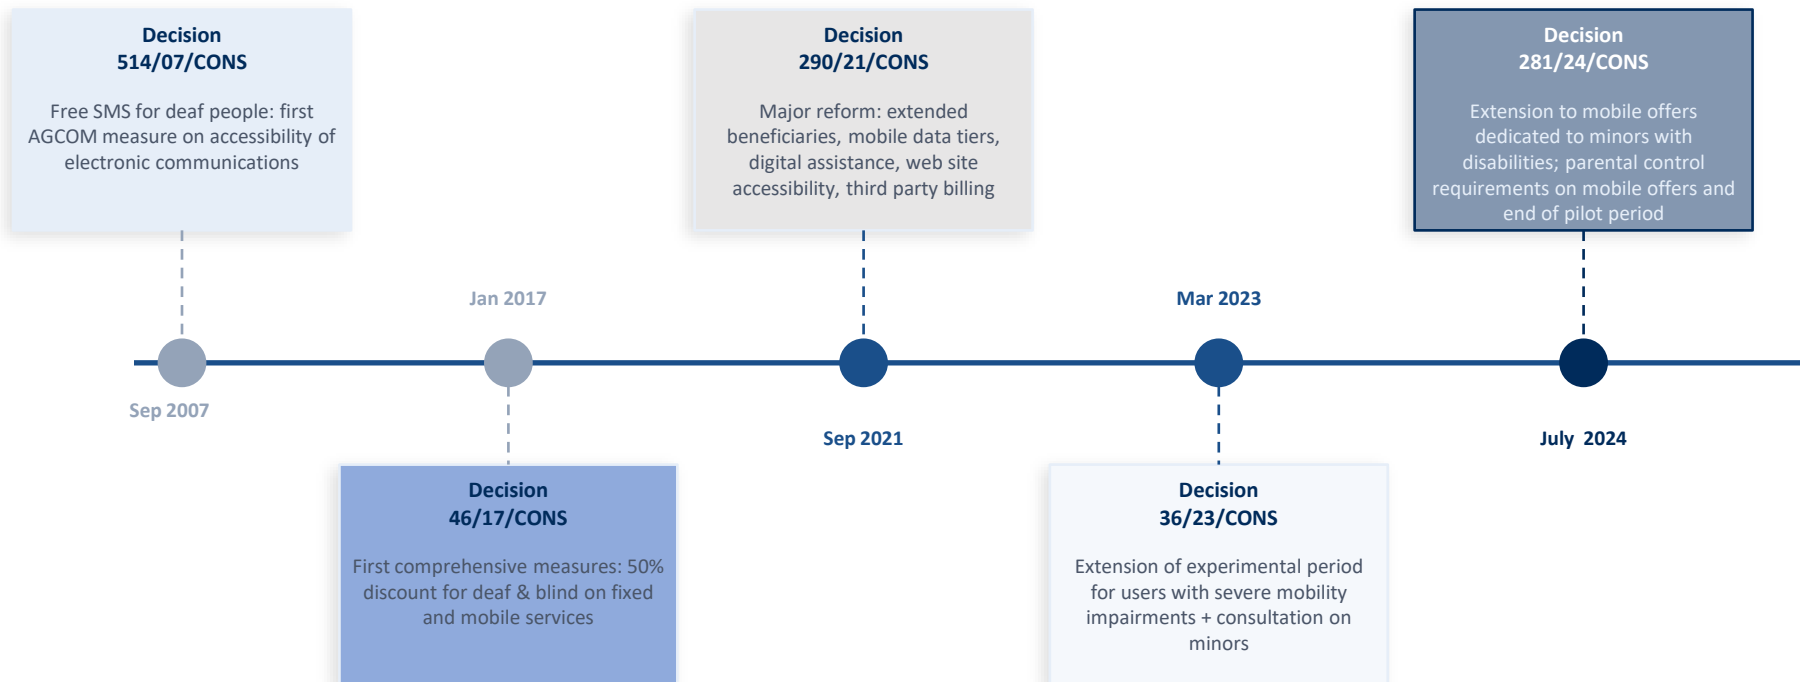 Decision
514/07/CONS
Free SMS for deaf people: first
AGCOM measure on accessibility of
electronic communications
Sep 2007
Jan 2017
Decision
46/17/CONS
First comprehensive measures: 50%
discount for deaf & blind on fixed
and mobile services
Decision
290/21/CONS
Major reform: extended
beneficiaries, mobile data tiers,
digital assistance, web site
accessibility, third party billing
Sep 2021
Mar 2023
Decision
36/23/CONS
Extension of experimental period
for users with severe mobility
impairments + consultation on
minors
Decision
281/24/CONS
Extension to mobile offers
dedicated to minors with
disabilities; parental control
requirements on mobile offers and
end of pilot period
July 2024